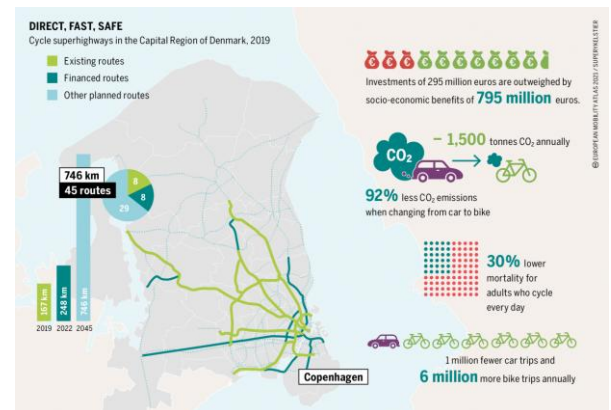 DIRECT, FAST, SAFE
Cycle superhighways in the Capital Region of Denmark, 2019
Existing routes
Financed routes
Other planned routes
746 km
45 routes
8
8
29
167 km
248 km
746 km
2019
2022
2045
Copenhagen
€ € € € € € € € € € €
Investments of 295 million euros are outweighed by
socio-economic benefits of 795 million euros.
CO₂
– 1,500 tonnes CO₂ annually
92% less CO₂ emissions
when changing from car to bike
30% lower
mortality for
adults who cycle
every day
1 million fewer car trips and
6 million more bike trips annually
© EUROPEAN MOBILITY ATLAS 2021 / SUPERCYKELSTIER